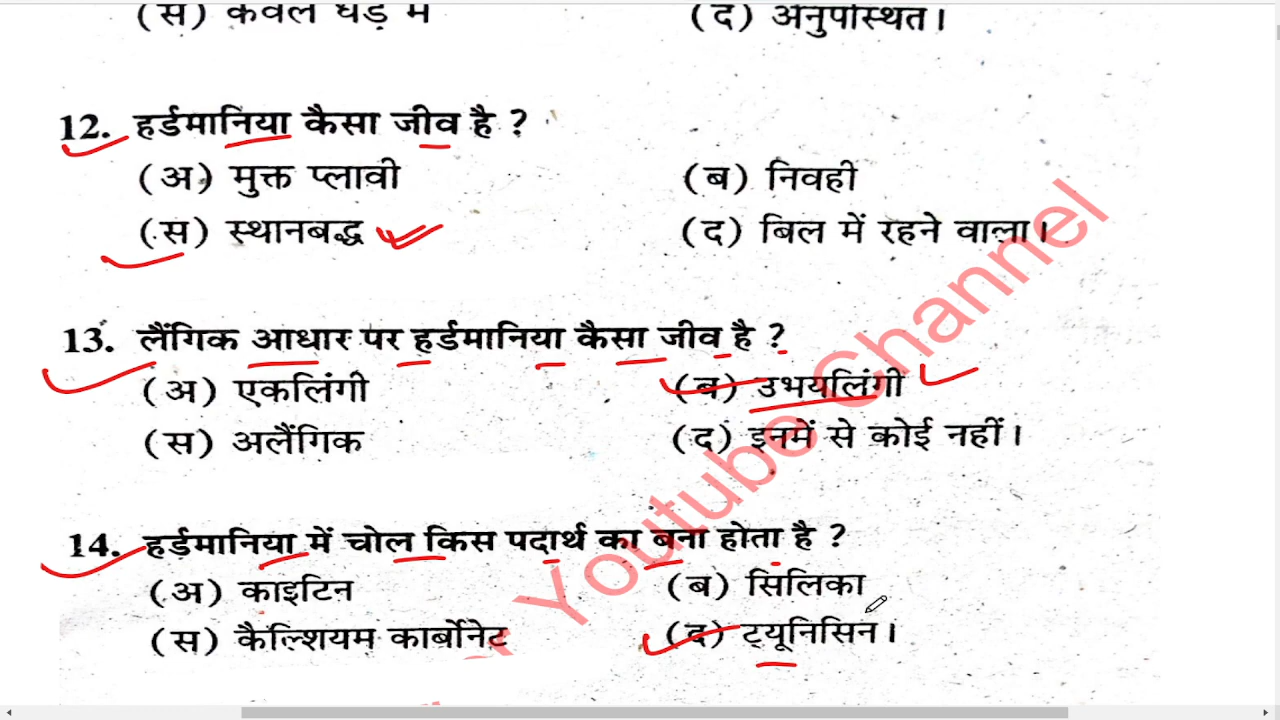 (स) केवल धड़ में (द) अनुपस्थित।
12. हर्डमानिया कैसा जीव है ?
(अ) मुक्त प्लावी (ब) निवही
(स) स्थानबद्ध (द) बिल में रहने वाला।
13. लैंगिक आधार पर हर्डमानिया कैसा जीव है ?
(अ) एकलिंगी (ब) उभयलिंगी
(स) अलैंगिक (द) इनमें से कोई नहीं।
14. हर्डमानिया में चोल किस पदार्थ का बना होता है ?
(अ) काइटिन (ब) सिलिका
(स) कैल्शियम कार्बोनेट (द) ट्यूनिसिन।
Youtube Channel